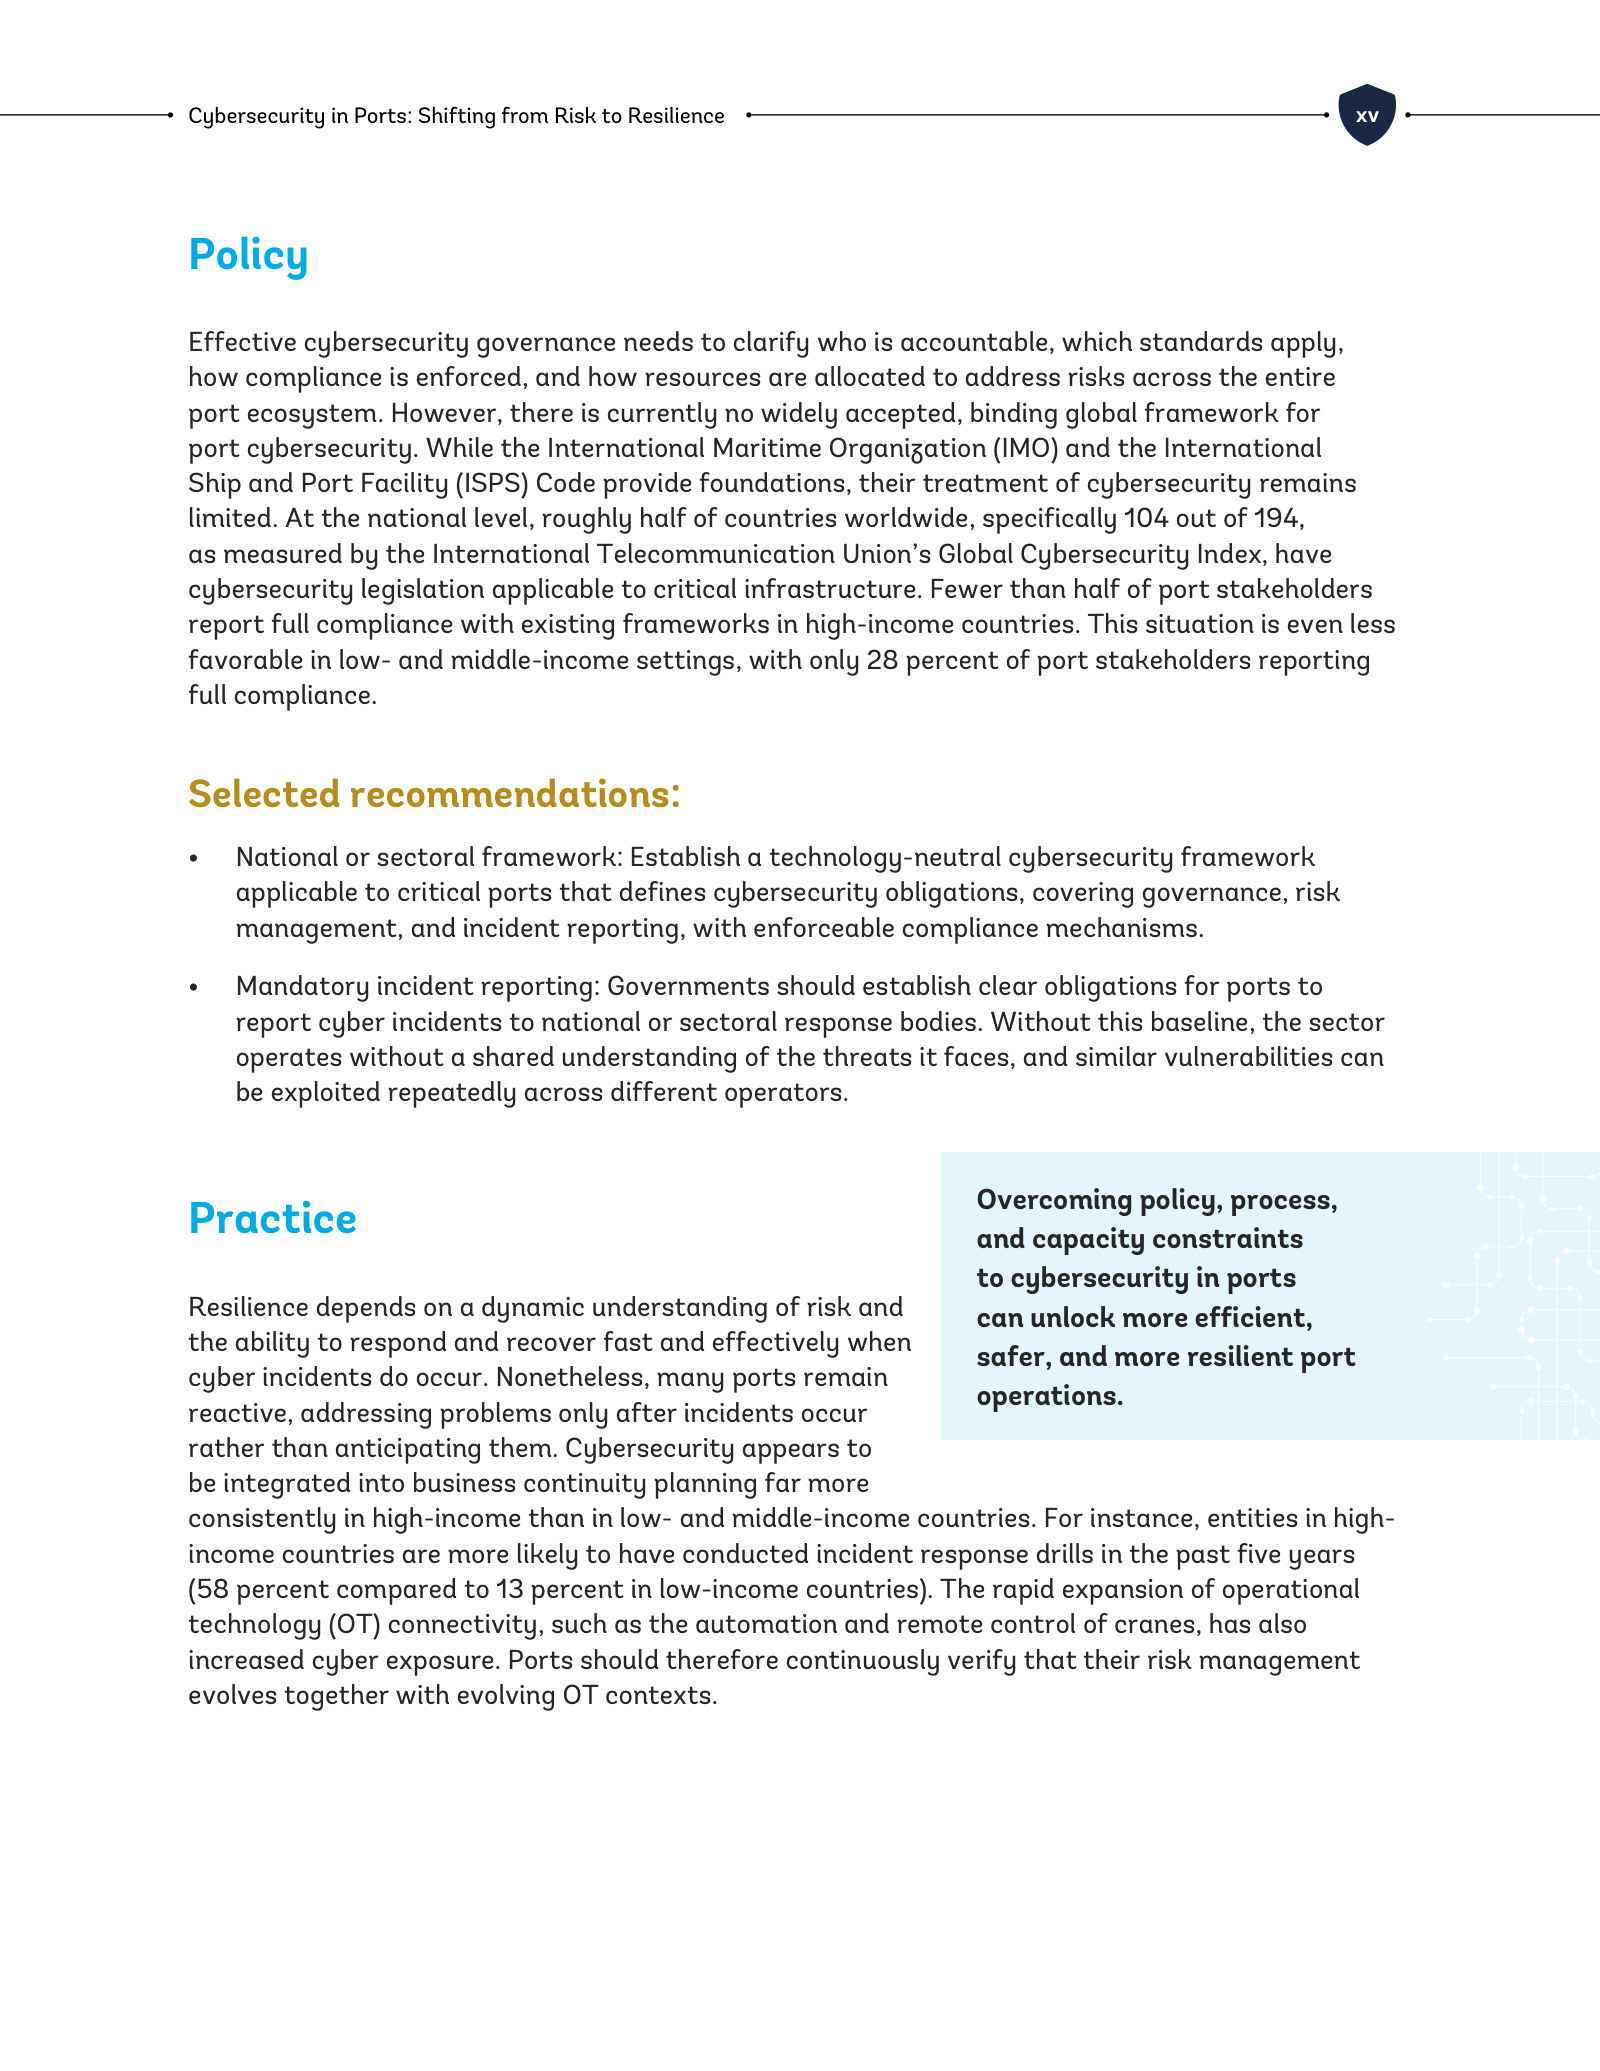 Cybersecurity in Ports: Shifting from Risk to Resilience
xv
Policy
Effective cybersecurity governance needs to clarify who is accountable, which standards apply,
how compliance is enforced, and how resources are allocated to address risks across the entire
port ecosystem. However, there is currently no widely accepted, binding global framework for
port cybersecurity. While the International Maritime Organization (IMO) and the International
Ship and Port Facility (ISPS) Code provide foundations, their treatment of cybersecurity remains
limited. At the national level, roughly half of countries worldwide, specifically 104 out of 194,
as measured by the International Telecommunication Union’s Global Cybersecurity Index, have
cybersecurity legislation applicable to critical infrastructure. Fewer than half of port stakeholders
report full compliance with existing frameworks in high-income countries. This situation is even less
favorable in low- and middle-income settings, with only 28 percent of port stakeholders reporting
full compliance.
Selected recommendations:
• National or sectoral framework: Establish a technology-neutral cybersecurity framework
applicable to critical ports that defines cybersecurity obligations, covering governance, risk
management, and incident reporting, with enforceable compliance mechanisms.
• Mandatory incident reporting: Governments should establish clear obligations for ports to
report cyber incidents to national or sectoral response bodies. Without this baseline, the sector
operates without a shared understanding of the threats it faces, and similar vulnerabilities can
be exploited repeatedly across different operators.
Practice
Resilience depends on a dynamic understanding of risk and
the ability to respond and recover fast and effectively when
cyber incidents do occur. Nonetheless, many ports remain
reactive, addressing problems only after incidents occur
rather than anticipating them. Cybersecurity appears to
be integrated into business continuity planning far more
consistently in high-income than in low- and middle-income countries. For instance, entities in high-
income countries are more likely to have conducted incident response drills in the past five years
(58 percent compared to 13 percent in low-income countries). The rapid expansion of operational
technology (OT) connectivity, such as the automation and remote control of cranes, has also
increased cyber exposure. Ports should therefore continuously verify that their risk management
evolves together with evolving OT contexts.
Overcoming policy, process,
and capacity constraints
to cybersecurity in ports
can unlock more efficient,
safer, and more resilient port
operations.